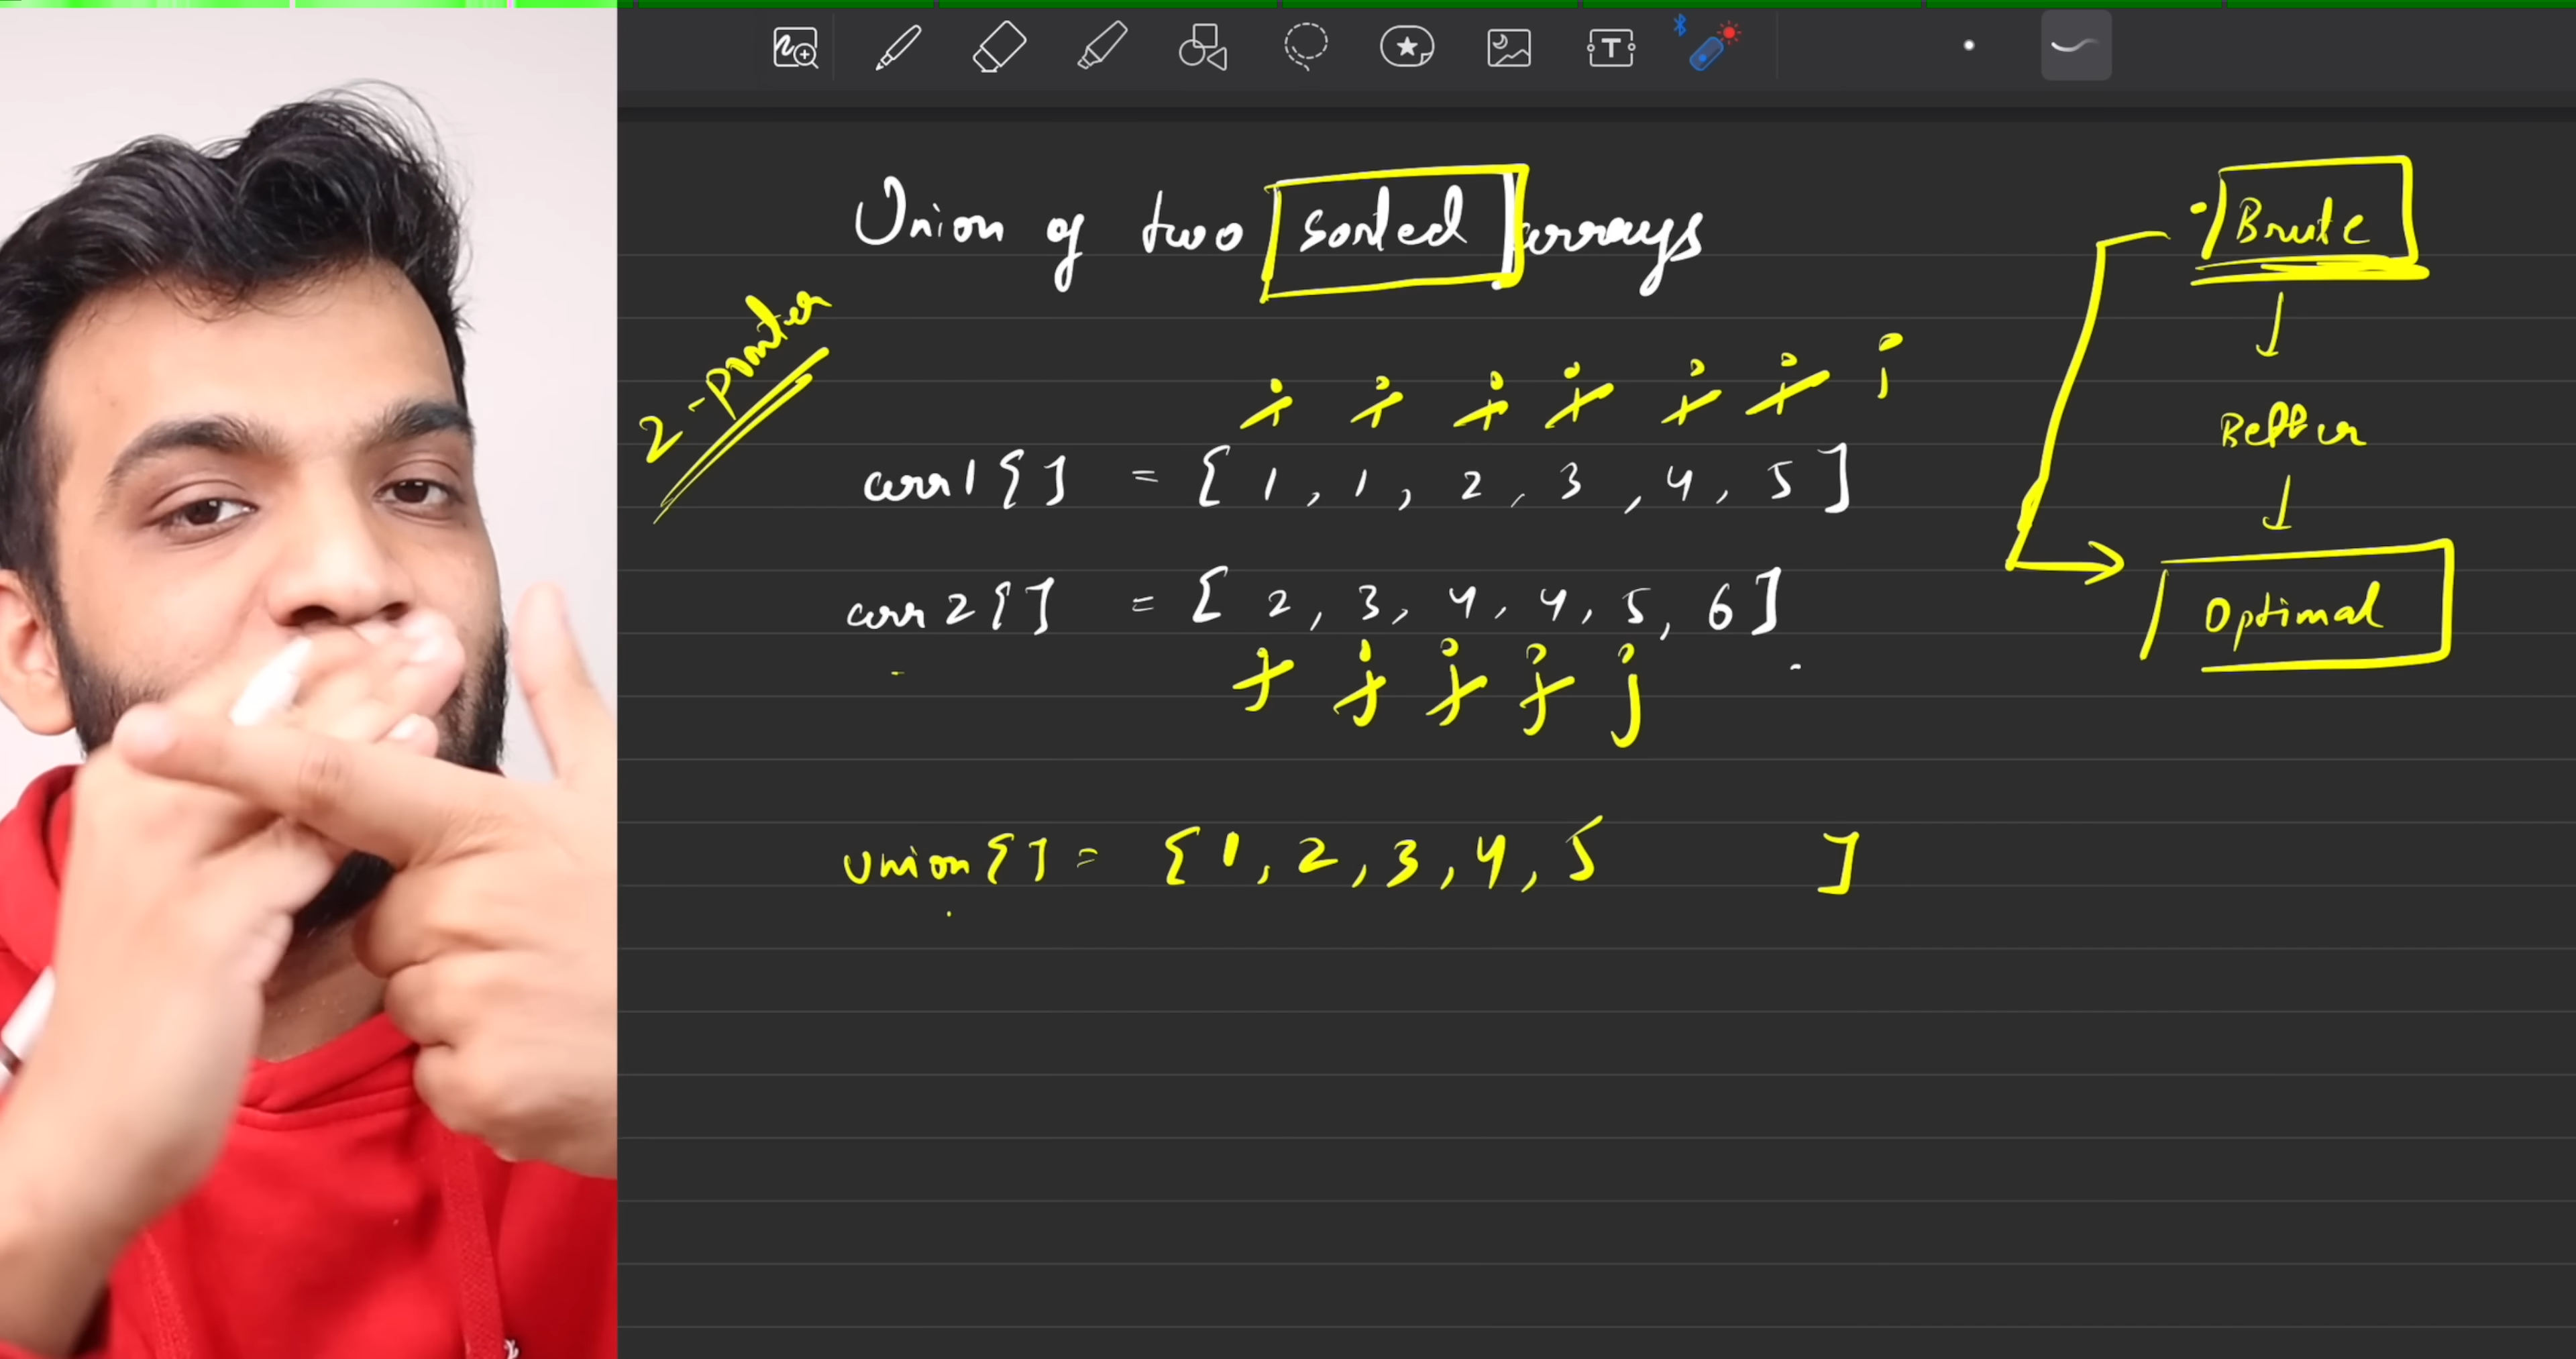 Union of two sorted arrays
Brute
2-pointer
i i i i i i i
Better
arr1[] = [1, 1, 2, 3, 4, 5]
arr2[] = [2, 3, 4, 4, 5, 6]
Optimal
j j j j j
union[] = [1, 2, 3, 4, 5 ]